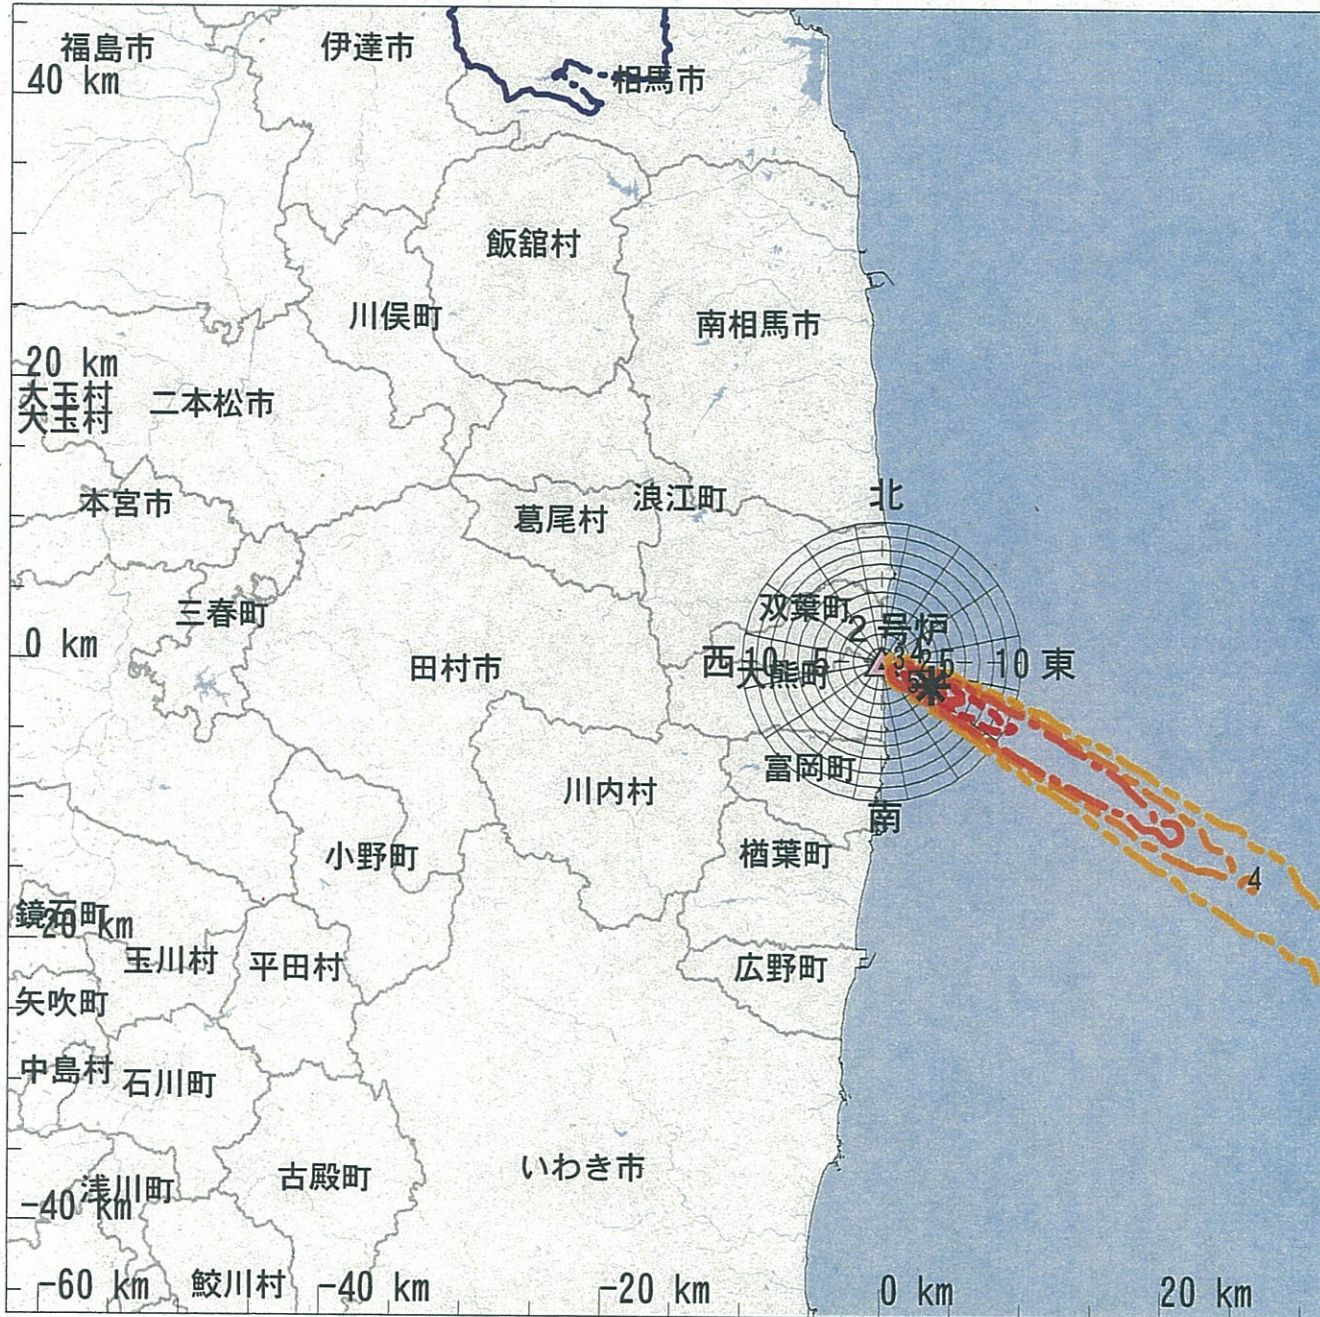 福島市
伊達市
40 km
相馬市
飯舘村
川俣町
南相馬市
20 km
大玉村
大玉村
二本松市
本宮市
葛尾村
浪江町
北
三春町
双葉町
2号炉
0 km
田村市
西
10
5
大熊町
10
東
富岡町
川内村
南
小野町
楢葉町
4
鏡石町
-20 km
玉川村
平田村
広野町
矢吹町
中島村
石川町
いわき市
浅川町
古殿町
-40 km
-60 km
鮫川村
-40 km
-20 km
0 km
20 km